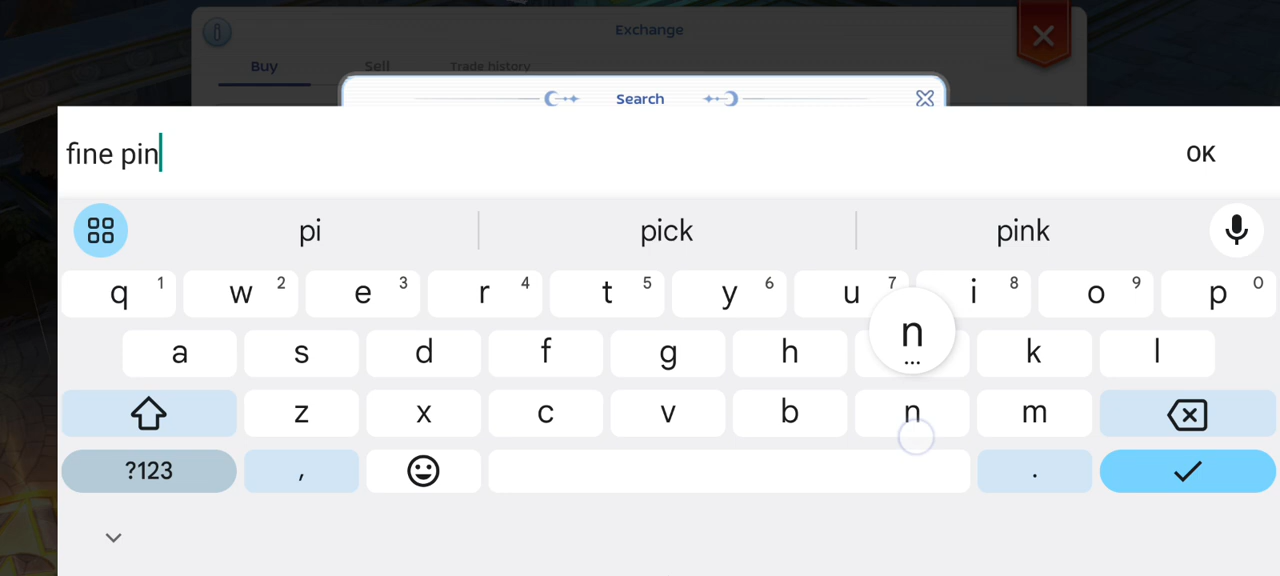 Exchange
Buy Sell Trade history
Search
fine pin OK
pi pick pink
q 1 w 2 e 3 r 4 t 5 y 6 u 7 i 8 o 9 p 0
n
...
a s d f g h k l
z x c v b n m
?123 , .